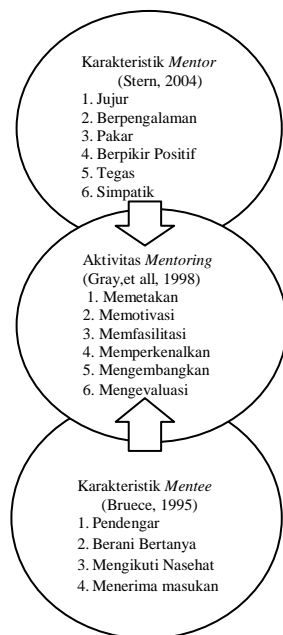 Karakteristik Mentor
(Stern, 2004)
1. Jujur
2. Berpengalaman
3. Pakar
4. Berpikir Positif
5. Tegas
6. Simpatik
Aktivitas Mentoring
(Gray,et all, 1998)
1. Memetakan
2. Memotivasi
3. Memfasilitasi
4. Memperkenalkan
5. Mengembangkan
6. Mengevaluasi
Karakteristik Mentee
(Bruece, 1995)
1. Pendengar
2. Berani Bertanya
3. Mengikuti Nasehat
4. Menerima masukan